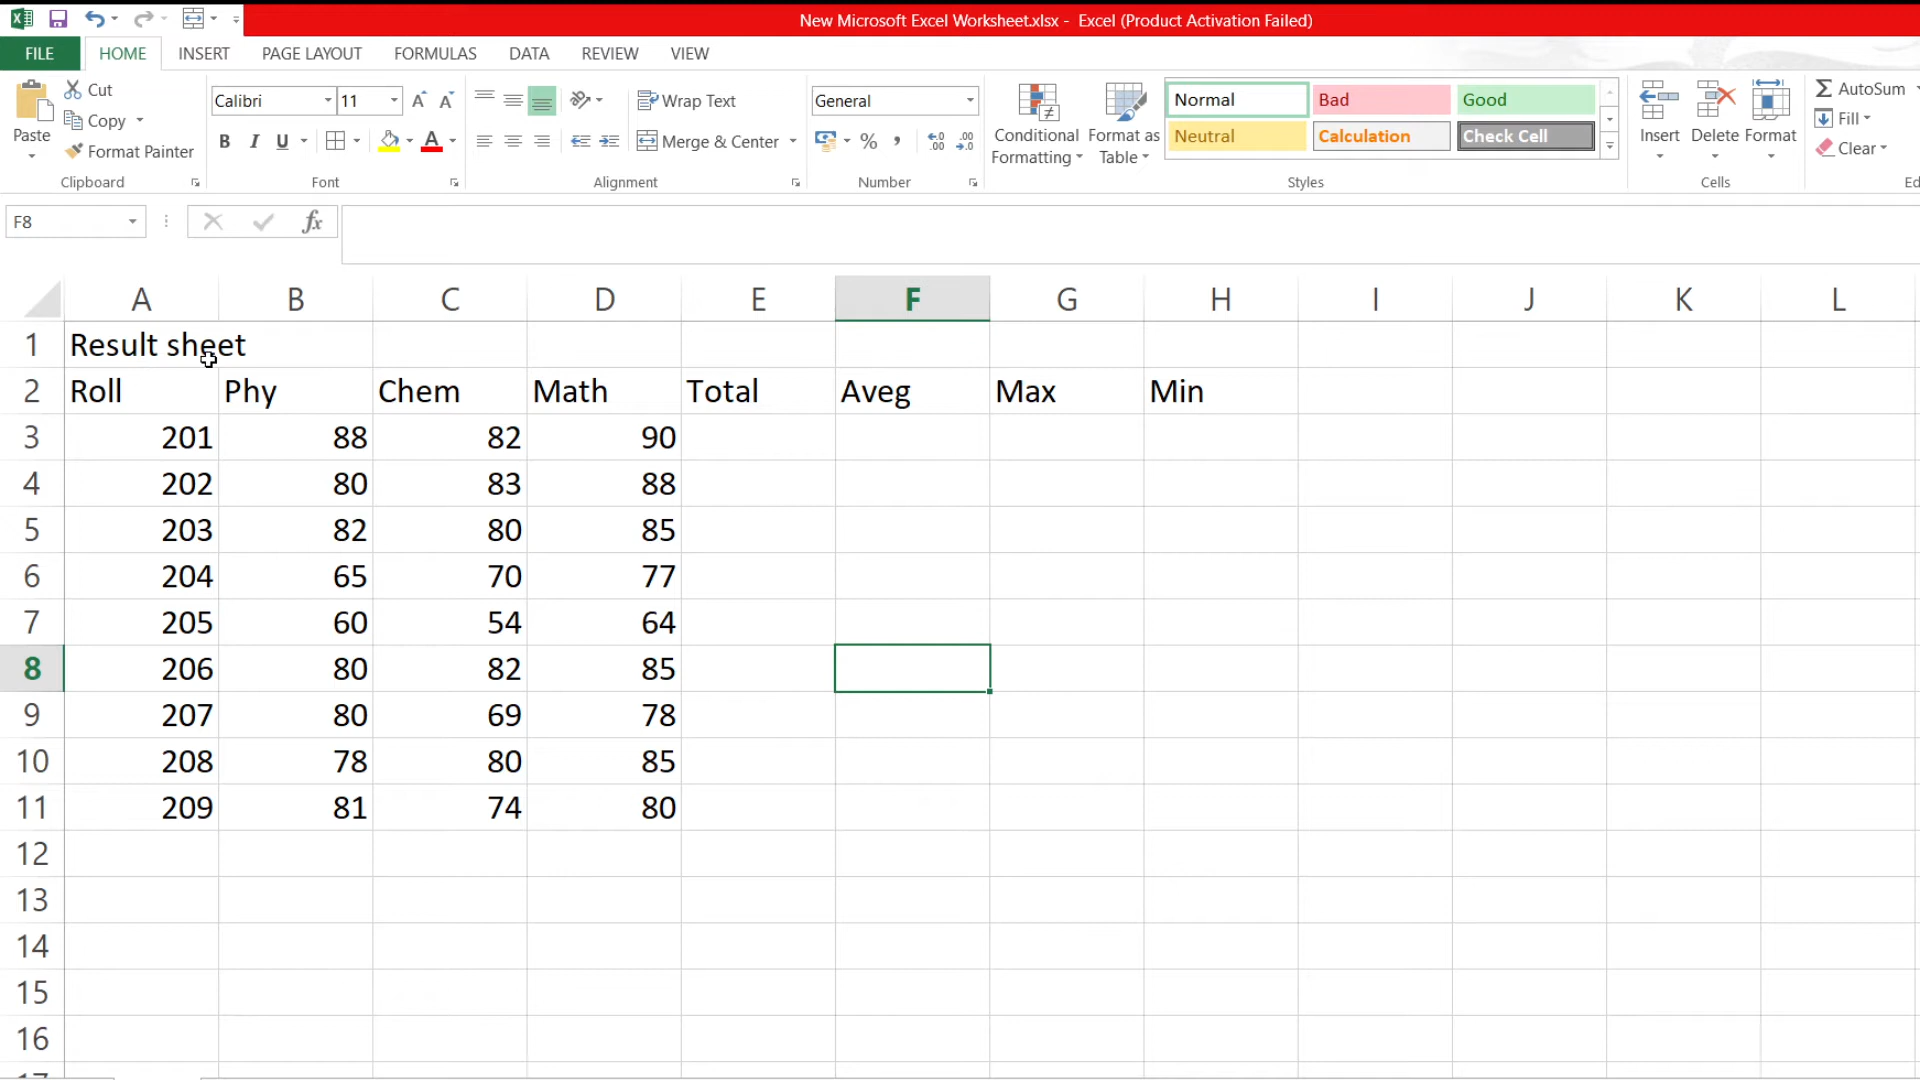 New Microsoft Excel Worksheet.xlsx - Excel (Product Activation Failed)
FILE HOME INSERT PAGE LAYOUT FORMULAS DATA REVIEW VIEW
Cut
Copy
Format Painter
Paste
Clipboard
Calibri 11
B I U
Font
Wrap Text
Merge & Center
Alignment
General
%
Number
Conditional Formatting
Format as Table
Normal Bad Good
Neutral Calculation Check Cell
Styles
Insert Delete Format
Cells
AutoSum
Fill
Clear
Ed
F8 fx
A B C D E F G H I J K L
1 Result sheet
2 Roll Phy Chem Math Total Aveg Max Min
3 201 88 82 90
4 202 80 83 88
5 203 82 80 85
6 204 65 70 77
7 205 60 54 64
8 206 80 82 85
9 207 80 69 78
10 208 78 80 85
11 209 81 74 80
12
13
14
15
16
17